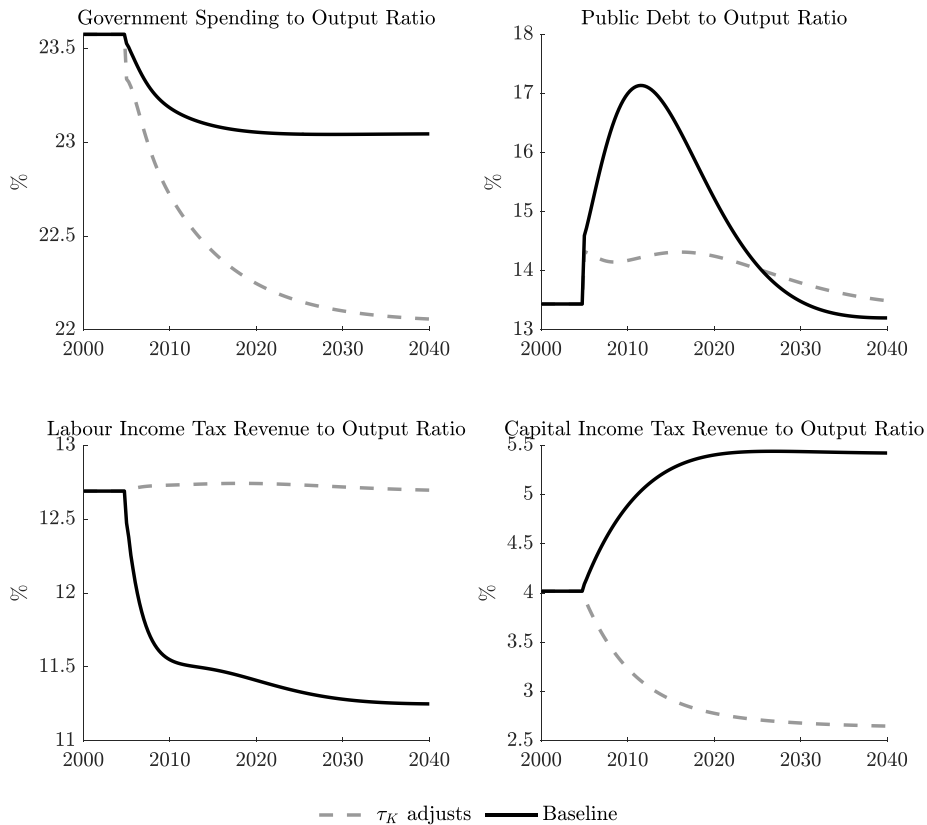 Government Spending to Output Ratio
23.5
23
22.5
22
%
2000 2010 2020 2030 2040
Public Debt to Output Ratio
18
17
16
15
14
13
%
2000 2010 2020 2030 2040
Labour Income Tax Revenue to Output Ratio
13
12.5
12
11.5
11
%
2000 2010 2020 2030 2040
Capital Income Tax Revenue to Output Ratio
5.5
5
4.5
4
3.5
3
2.5
%
2000 2010 2020 2030 2040
τ_K adjusts Baseline